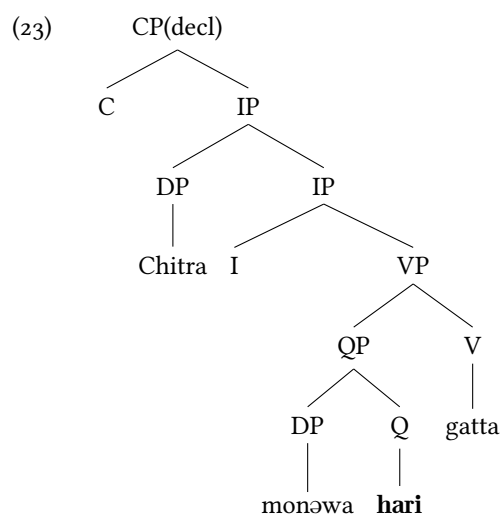 (23) CP(decl)
C IP
DP IP
Chitra I VP
QP V
DP Q gatta
monəwa hari